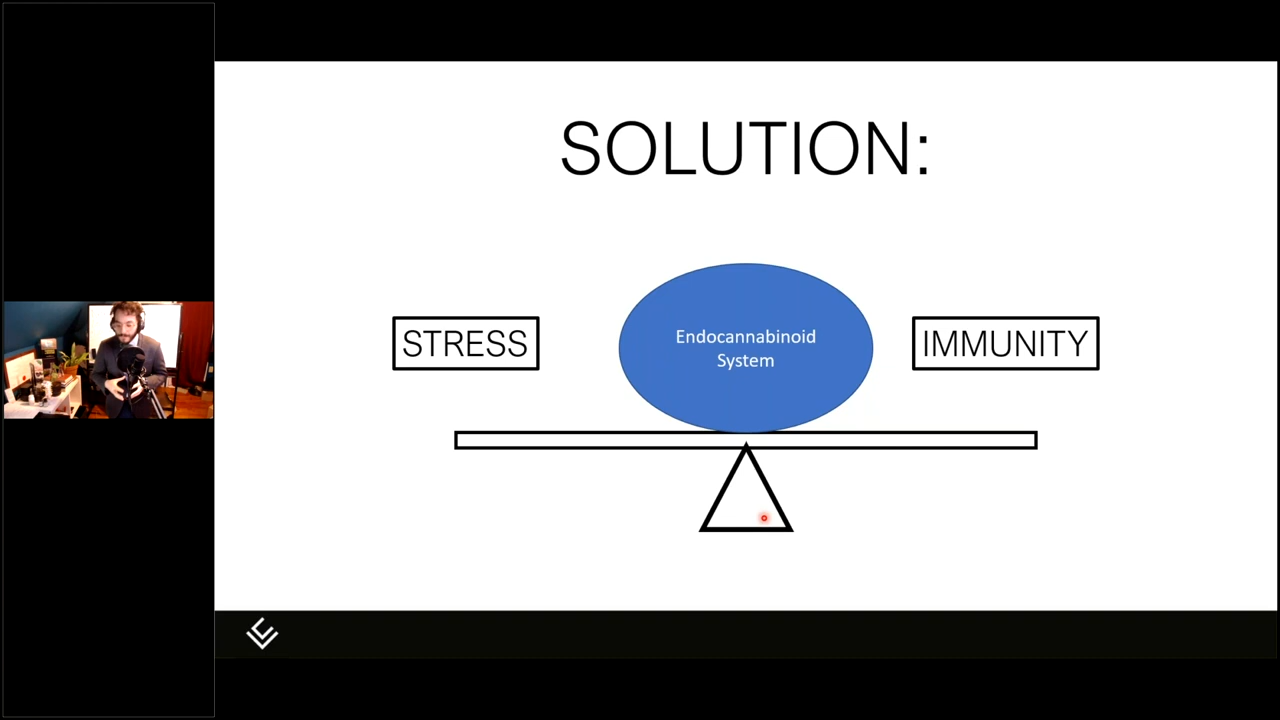 SOLUTION:
STRESS
Endocannabinoid
System
IMMUNITY